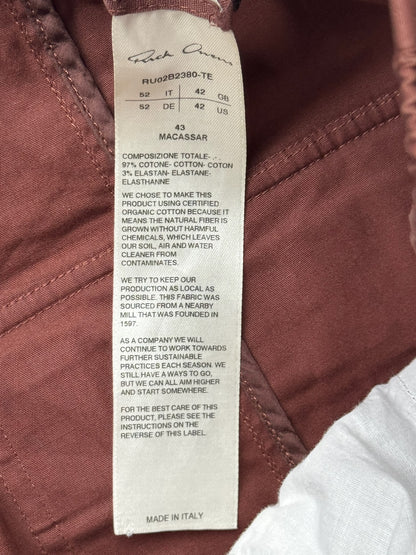 Rick Owens
RU02B2380-TE
52 IT 42 GB
52 DE 42 US
43
MACASSAR
COMPOSIZIONE TOTALE- , -
97% COTONE- COTTON- COTON
3% ELASTAN- ELASTANE-
ELASTHANNE
WE CHOSE TO MAKE THIS
PRODUCT USING CERTIFIED
ORGANIC COTTON BECAUSE IT
MEANS THE NATURAL FIBER IS
GROWN WITHOUT HARMFUL
CHEMICALS, WHICH LEAVES
OUR SOIL, AIR AND WATER
CLEANER FROM
CONTAMINATES.
WE TRY TO KEEP OUR
PRODUCTION AS LOCAL AS
POSSIBLE. THIS FABRIC WAS
SOURCED FROM A NEARBY
MILL THAT WAS FOUNDED IN
1597.
AS A COMPANY WE WILL
CONTINUE TO WORK TOWARDS
FURTHER SUSTAINABLE
PRACTICES EACH SEASON. WE
STILL HAVE A WAYS TO GO,
BUT WE CAN ALL AIM HIGHER
AND START SOMEWHERE.
FOR THE BEST CARE OF THIS
PRODUCT, PLEASE SEE THE
INSTRUCTIONS ON THE
REVERSE OF THIS LABEL.
MADE IN ITALY